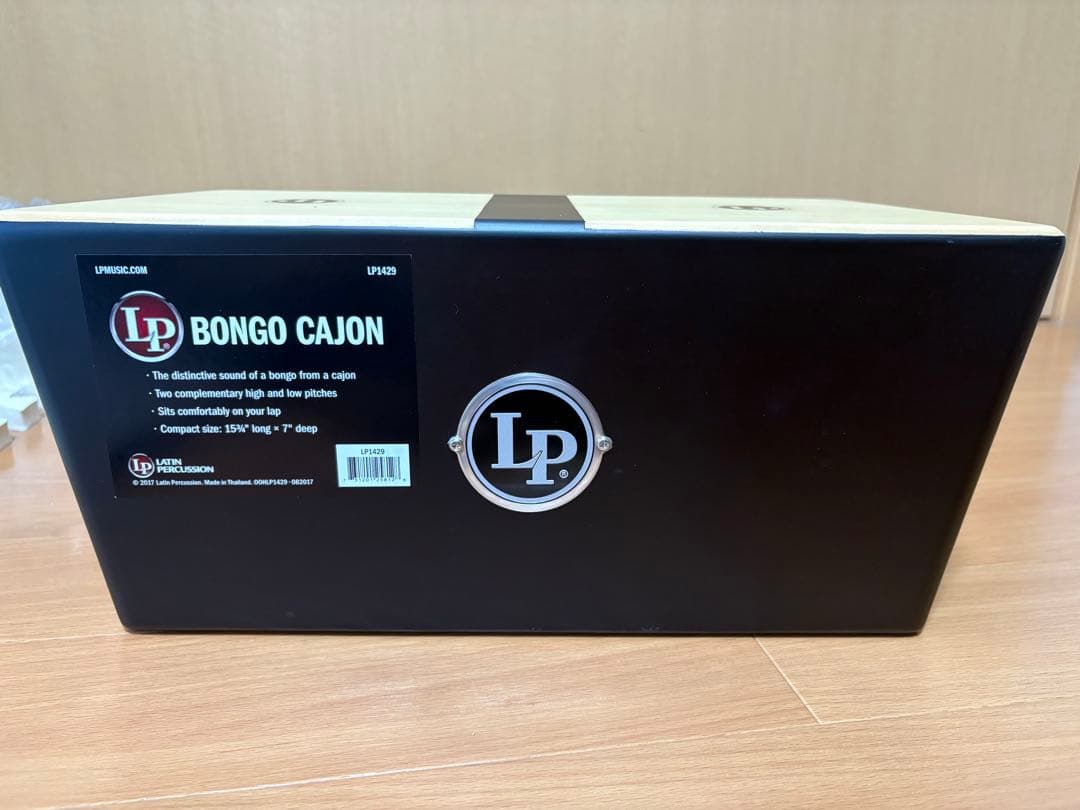 LPMUSIC.COM
LP1429
LP® BONGO CAJON
· The distinctive sound of a bongo from a cajon
· Two complementary high and low pitches
· Sits comfortably on your lap
· Compact size: 15¾" long × 7" deep
LP LATIN
PERCUSSION
© 2017 Latin Percussion. Made in Thailand. OOHLP1429 - 082017
LP1429
LP®